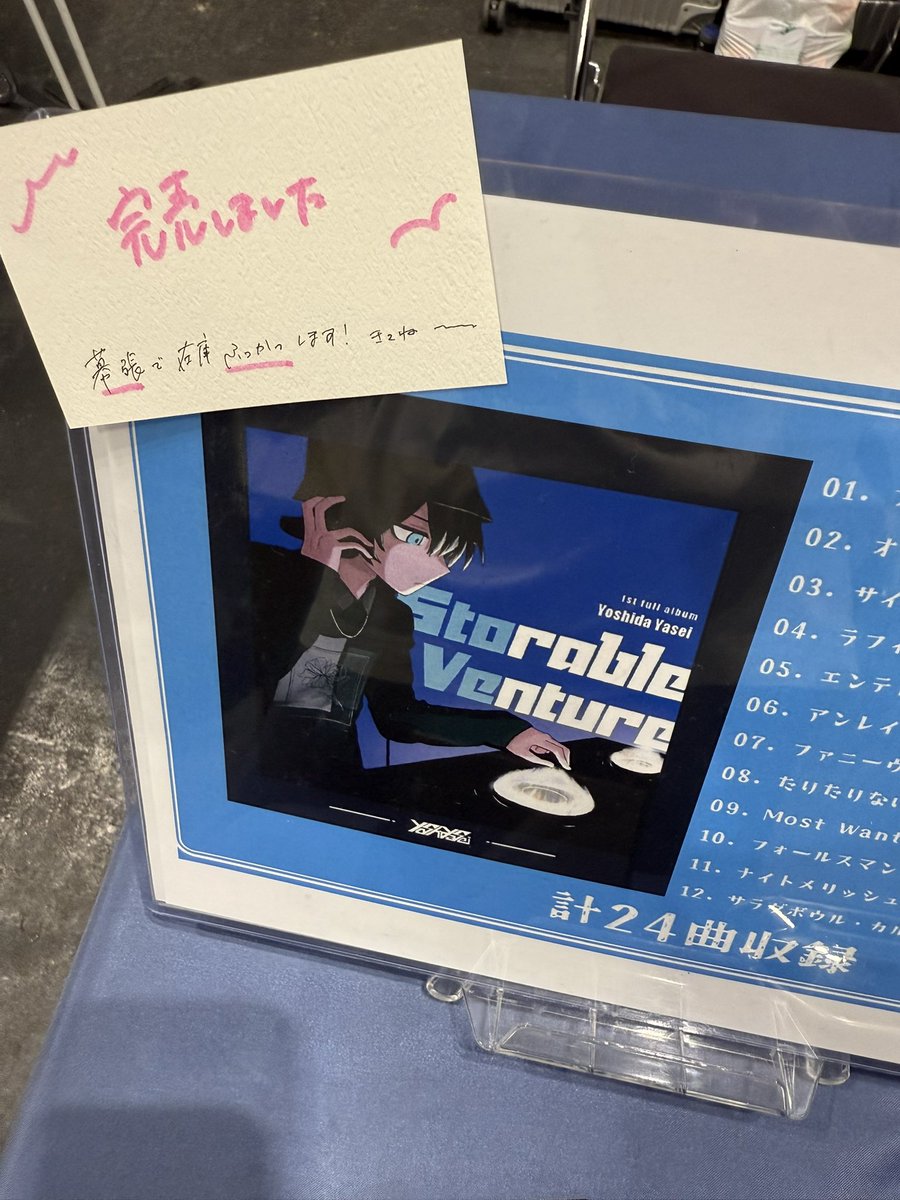 完売しました
幕張で在庫ふっかつします! きてね〜
1st full album
Yoshida Yasei
Storable
Venture
01.
02. オ
03. サイ
04. ラフィ
05. エンテ
06. アンレイ
07. ファニーヴ
08. たりたりない
09. Most Want
10. フォールスマン
11. ナイトメリッシュ
12. サラダボウル・カル
計24曲収録